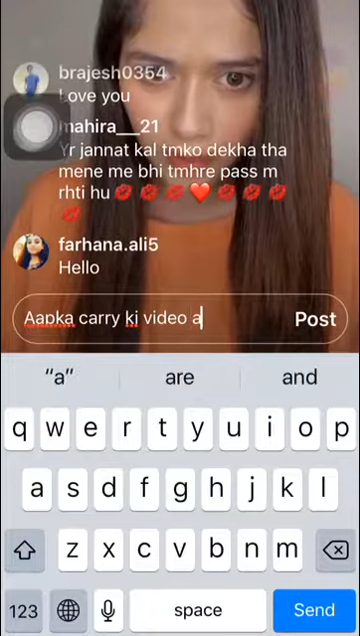 brajesh0354
Love you
mahira__21
Yr jannat kal tmko dekha tha
mene me bhi tmhre pass m
rhti hu 💋 💋 💋 ❤️ 💋 💋 💋
💋
farhana.ali5
Hello
Aapka carry ki video a Post
“a” are and
q w e r t y u i o p
a s d f g h j k l
z x c v b n m
123 space Send